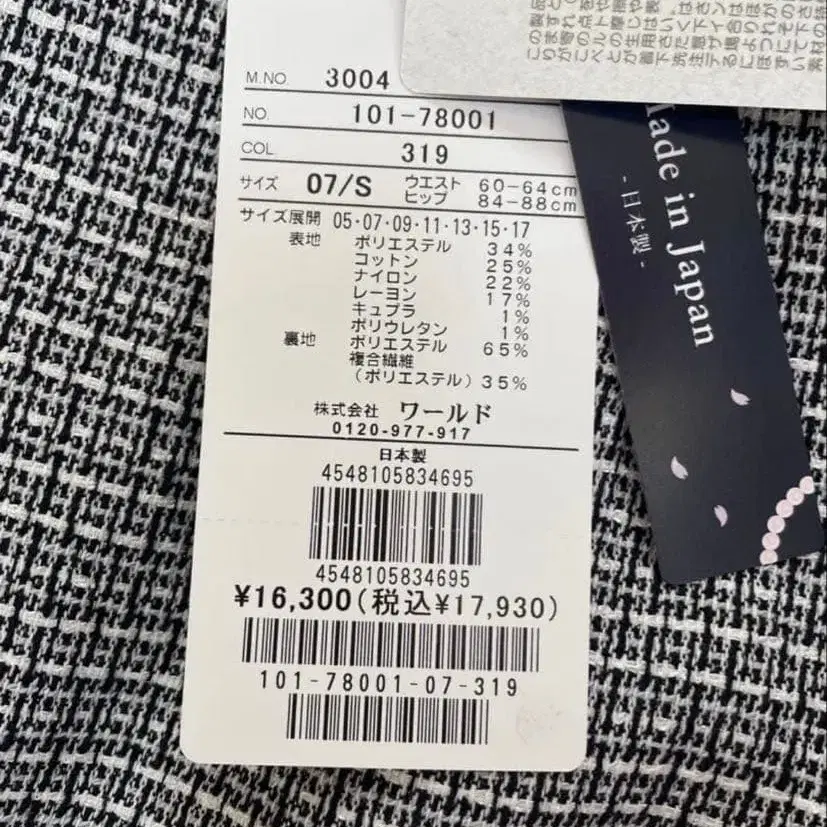 M.NO. 3004
NO. 101-78001
COL. 319
サイズ 07/S ウエスト 60-64cm
ヒップ 84-88cm
サイズ展開 05・07・09・11・13・15・17
表地 ポリエステル 34%
コットン 25%
ナイロン 22%
レーヨン 17%
キュプラ 1%
ポリウレタン 1%
裏地 ポリエステル 65%
複合繊維
(ポリエステル) 35%
株式会社 ワールド
0120-977-917
日本製
4548105834695
4548105834695
¥16,300(税込¥17,930)
101-78001-07-319
Made in Japan
- 日本製 -